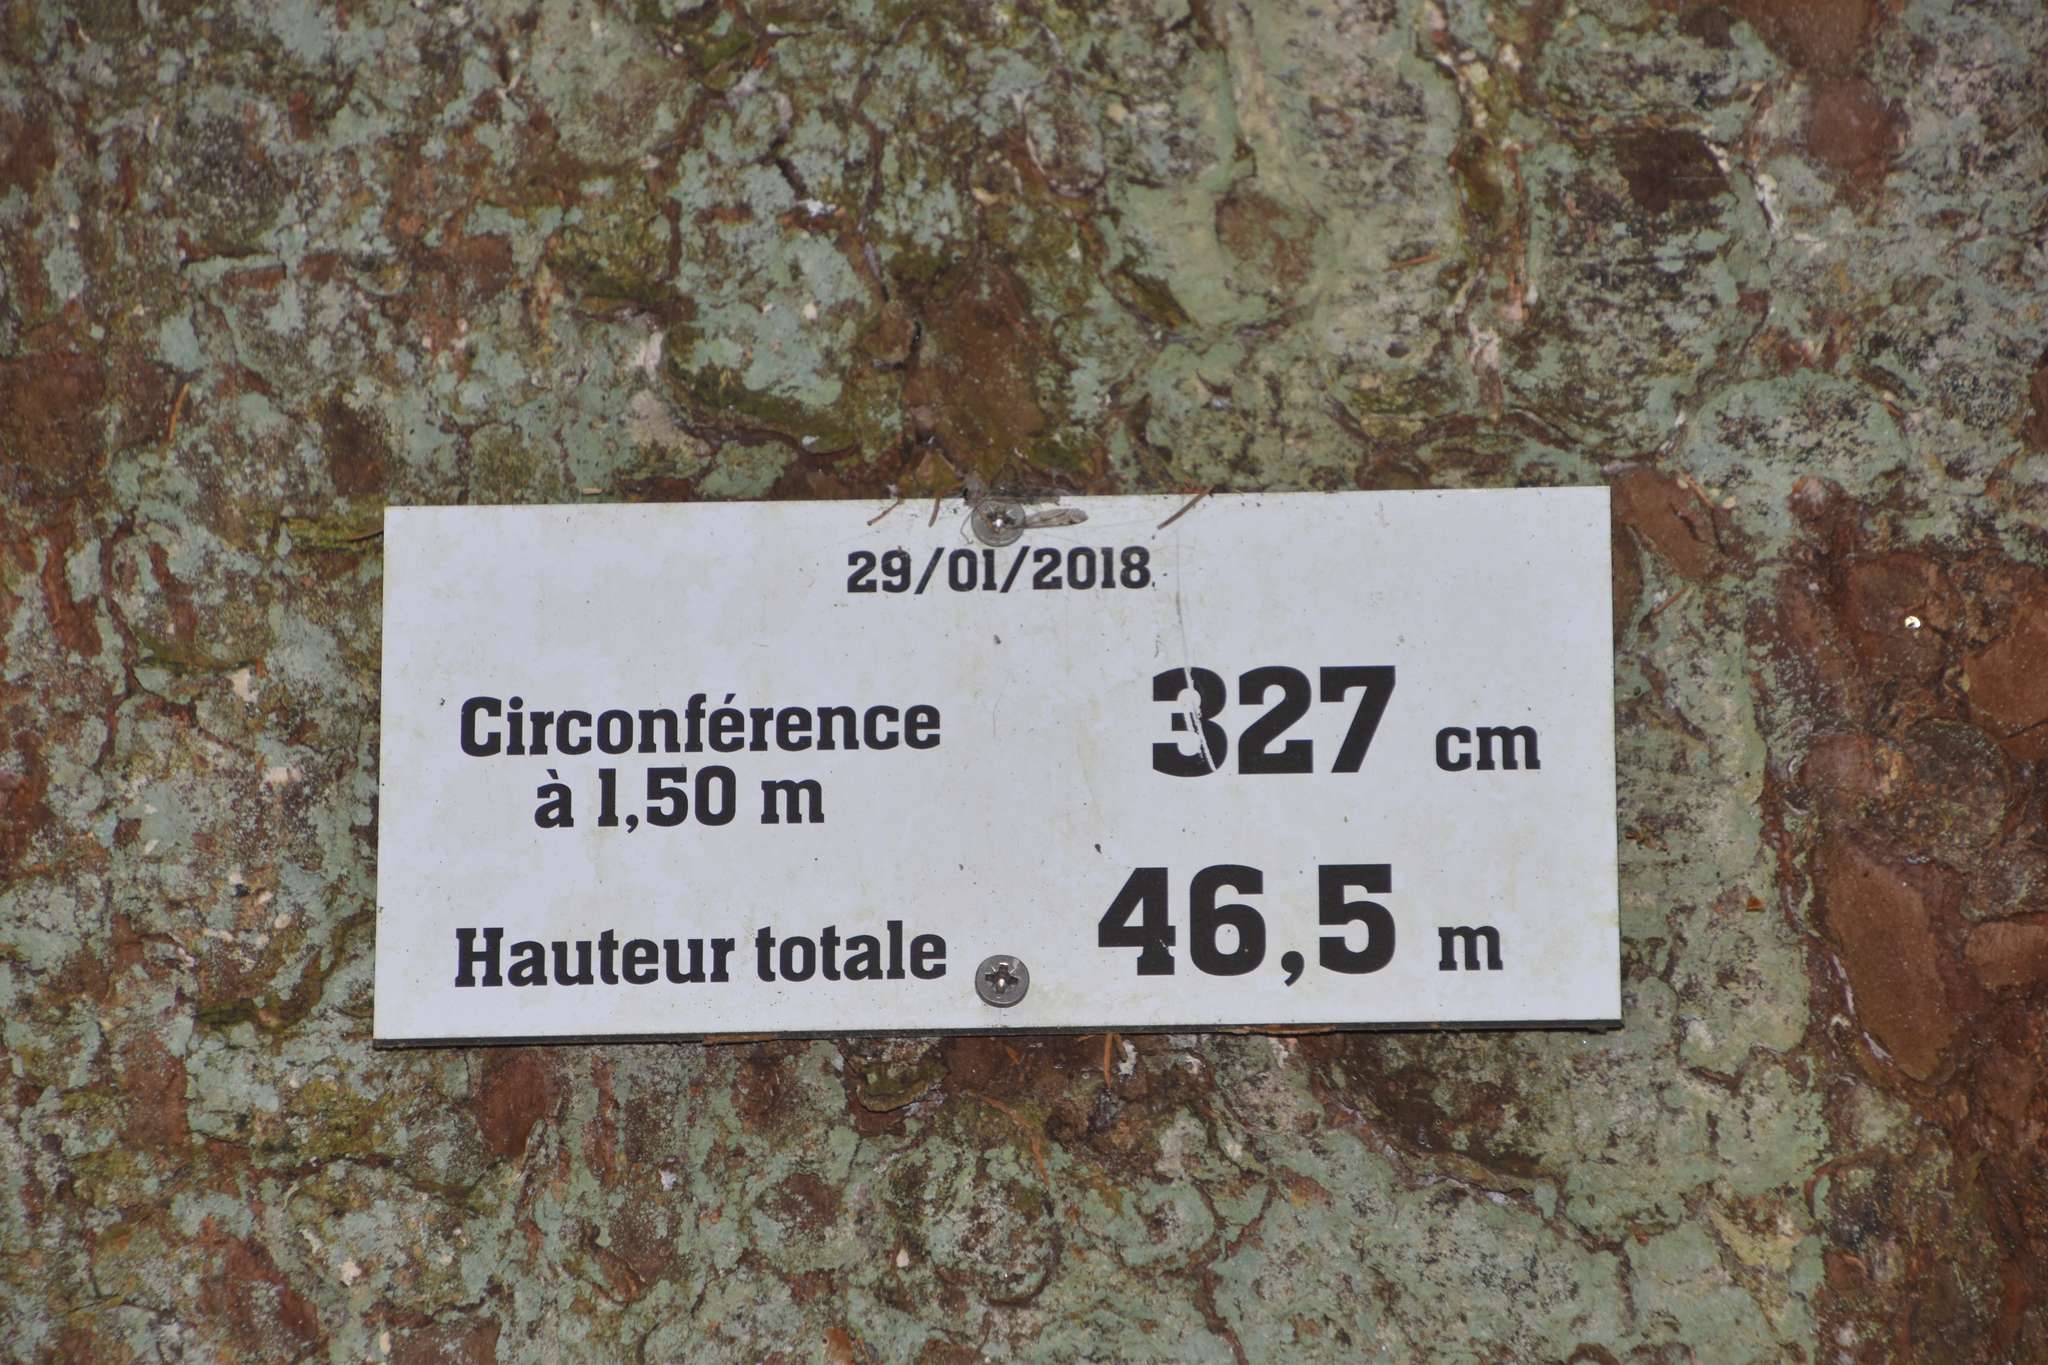 29/01/2018
Circonférence 327 cm
à 1,50 m
Hauteur totale 46,5 m